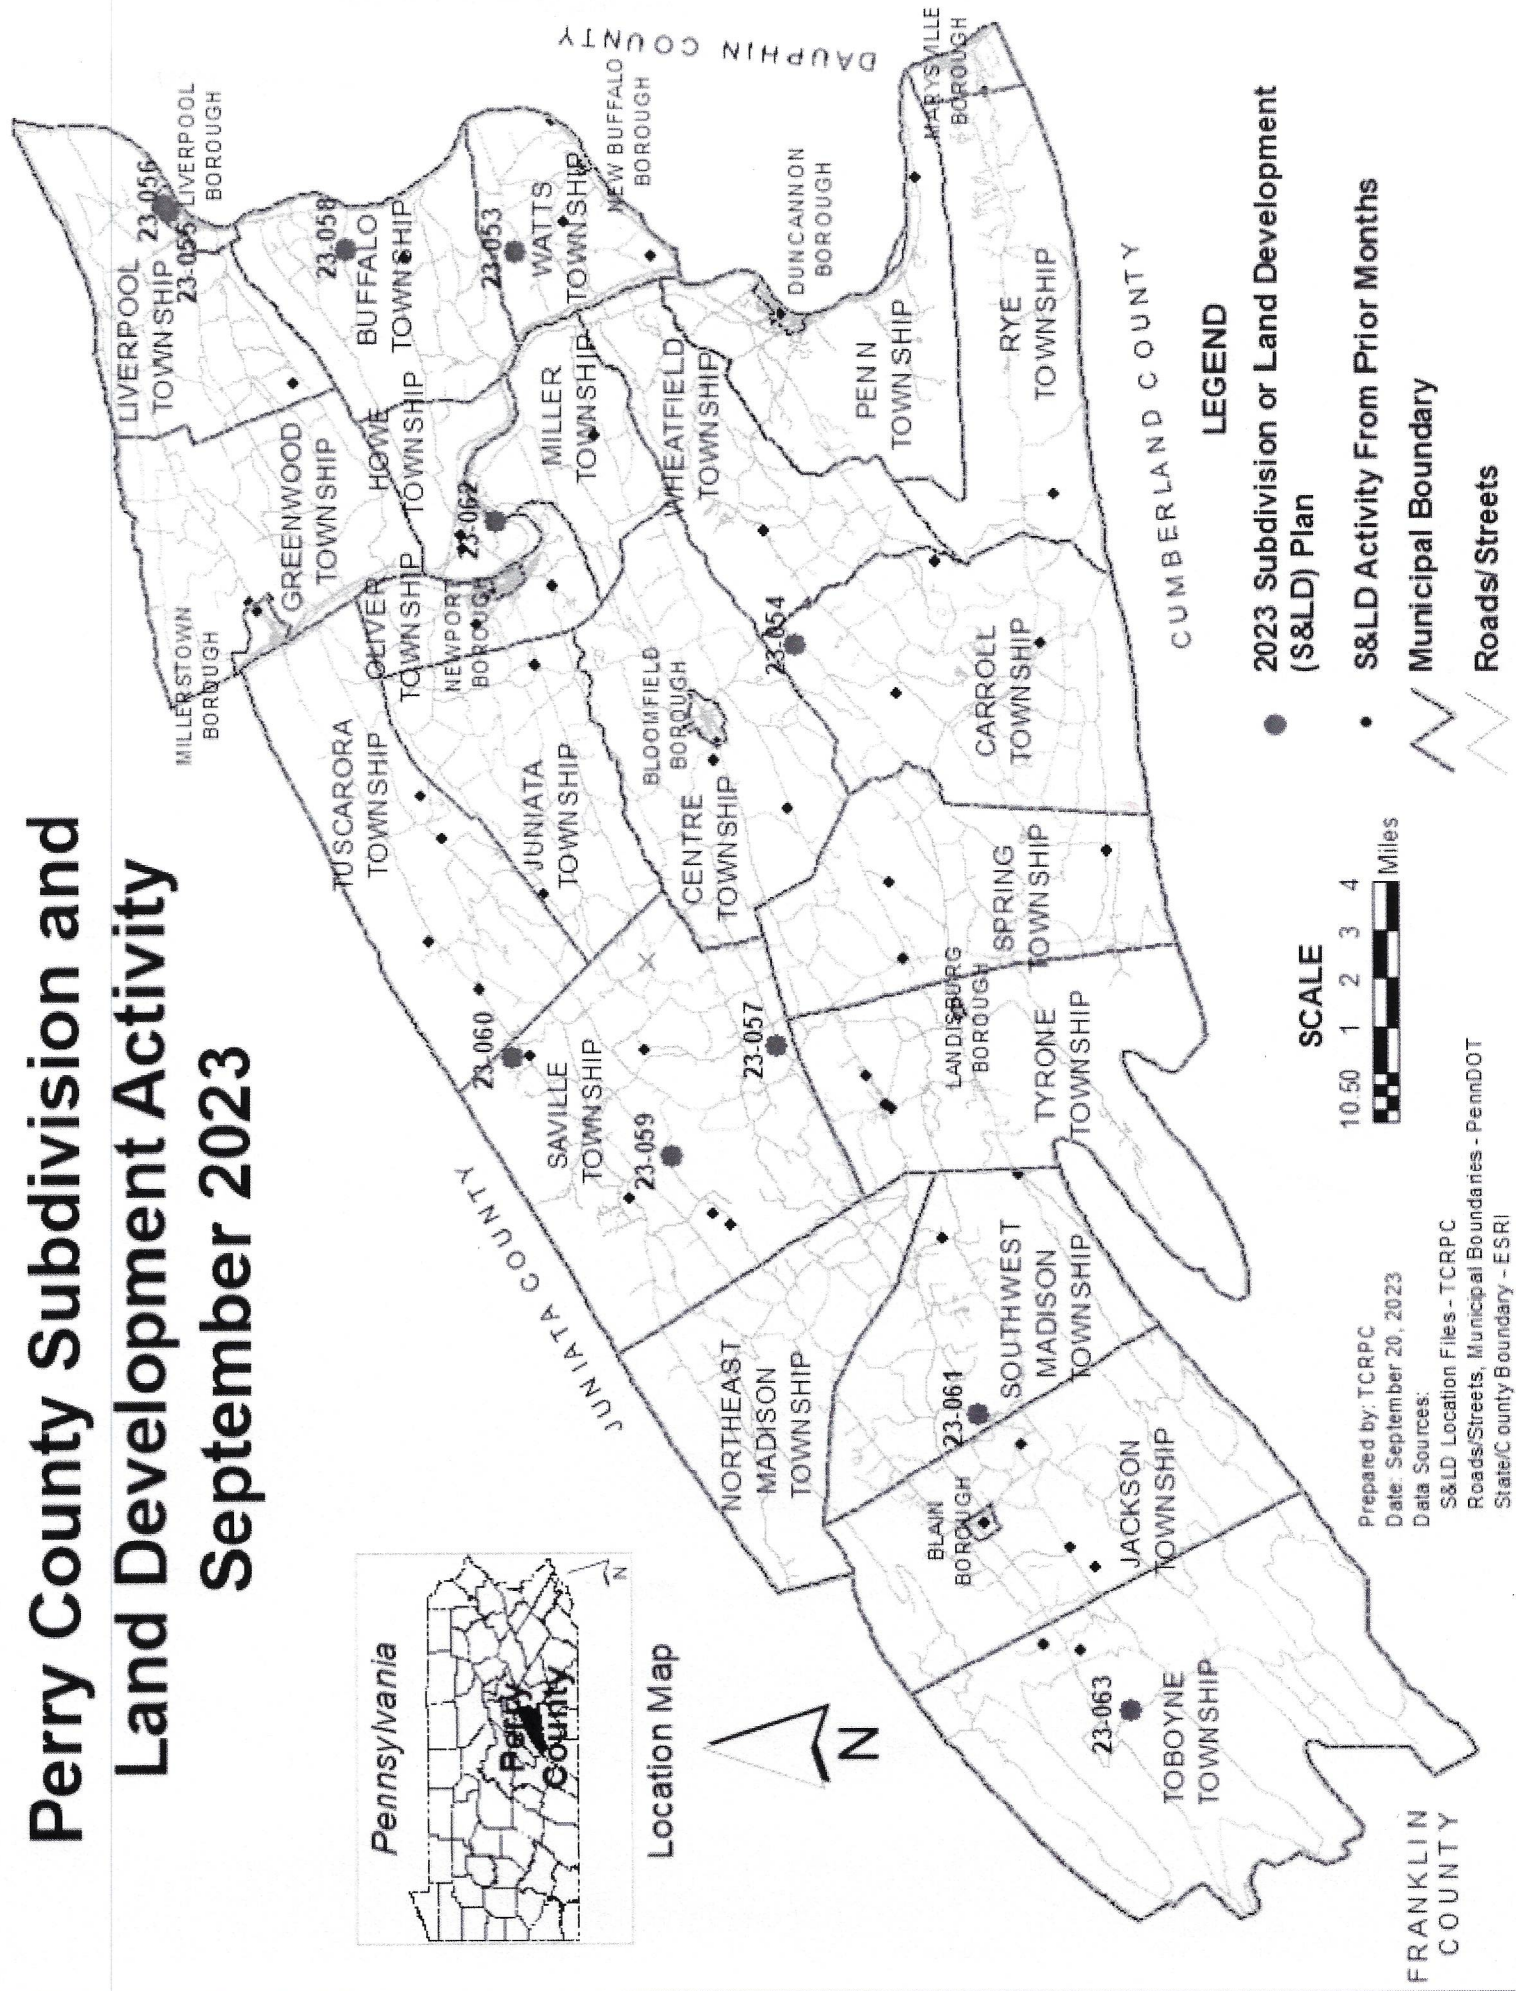 Perry County Subdivision and
Land Development Activity
September 2023
Pennsylvania
Perry
County
N
Location Map
N
JUNIATA COUNTY
DAUPHIN COUNTY
CUMBERLAND COUNTY
FRANKLIN
COUNTY
LIVERPOOL
TOWNSHIP
23-056
23-055
LIVERPOOL
BOROUGH
MILLERSTOWN
BOROUGH
GREENWOOD
TOWNSHIP
23-058
BUFFALO
TOWNSHIP
HOWE
TOWNSHIP
TUSCARORA
TOWNSHIP
OLIVER
TOWNSHIP
NEWPORT
BOROUGH
23-062
23-053
WATTS
TOWNSHIP
NEW BUFFALO
BOROUGH
JUNIATA
TOWNSHIP
MILLER
TOWNSHIP
23-060
SAVILLE
TOWNSHIP
23-059
BLOOMFIELD
BOROUGH
CENTRE
TOWNSHIP
WHEATFIELD
TOWNSHIP
23-057
23-054
DUNCANNON
BOROUGH
NORTHEAST
MADISON
TOWNSHIP
PENN
TOWNSHIP
MARYSVILLE
BOROUGH
LANDISBURG
BOROUGH
SPRING
TOWNSHIP
CARROLL
TOWNSHIP
RYE
TOWNSHIP
TYRONE
TOWNSHIP
23-061
SOUTHWEST
MADISON
TOWNSHIP
BLAIN
BOROUGH
JACKSON
TOWNSHIP
23-063
TOBOYNE
TOWNSHIP
SCALE
10.50 1 2 3 4
Miles
LEGEND
2023 Subdivision or Land Development
(S&LD) Plan
S&LD Activity From Prior Months
Municipal Boundary
Roads/Streets
Prepared by: TCRPC
Date: September 20, 2023
Data Sources:
S&LD Location Files - TCRPC
Roads/Streets, Municipal Boundaries - PennDOT
State/County Boundary - ESRI